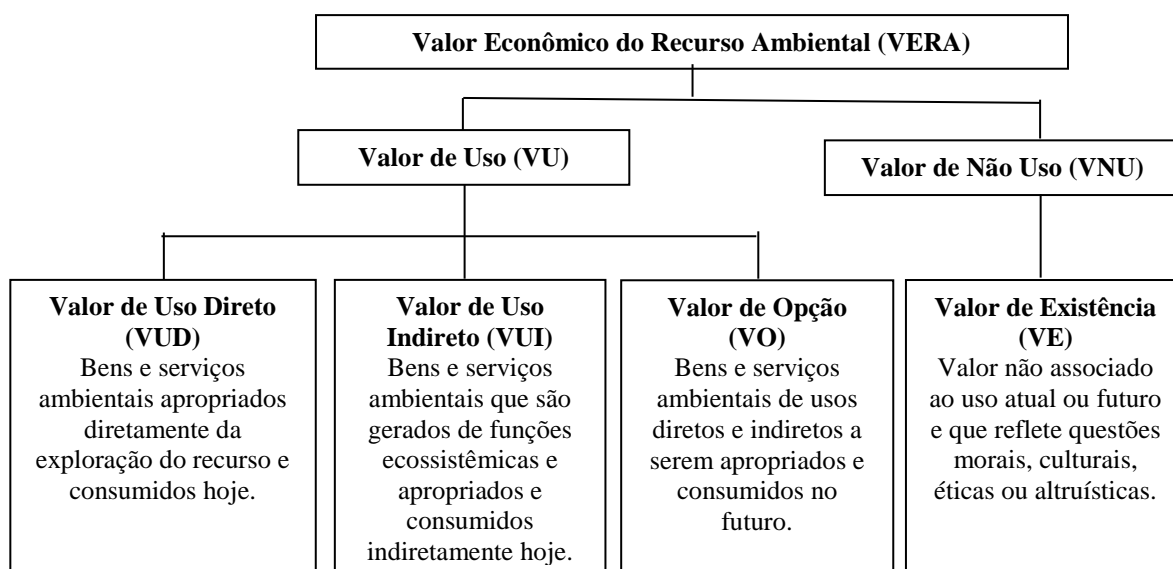 Valor Econômico do Recurso Ambiental (VERA)
Valor de Uso (VU)
Valor de Não Uso (VNU)
Valor de Uso Direto
(VUD)
Bens e serviços
ambientais apropriados
diretamente da
exploração do recurso e
consumidos hoje.
Valor de Uso
Indireto (VUI)
Bens e serviços
ambientais que são
gerados de funções
ecossistêmicas e
apropriados e
consumidos
indiretamente hoje.
Valor de Opção
(VO)
Bens e serviços
ambientais de usos
diretos e indiretos a
serem apropriados e
consumidos no
futuro.
Valor de Existência
(VE)
Valor não associado
ao uso atual ou futuro
e que reflete questões
morais, culturais,
éticas ou altruísticas.